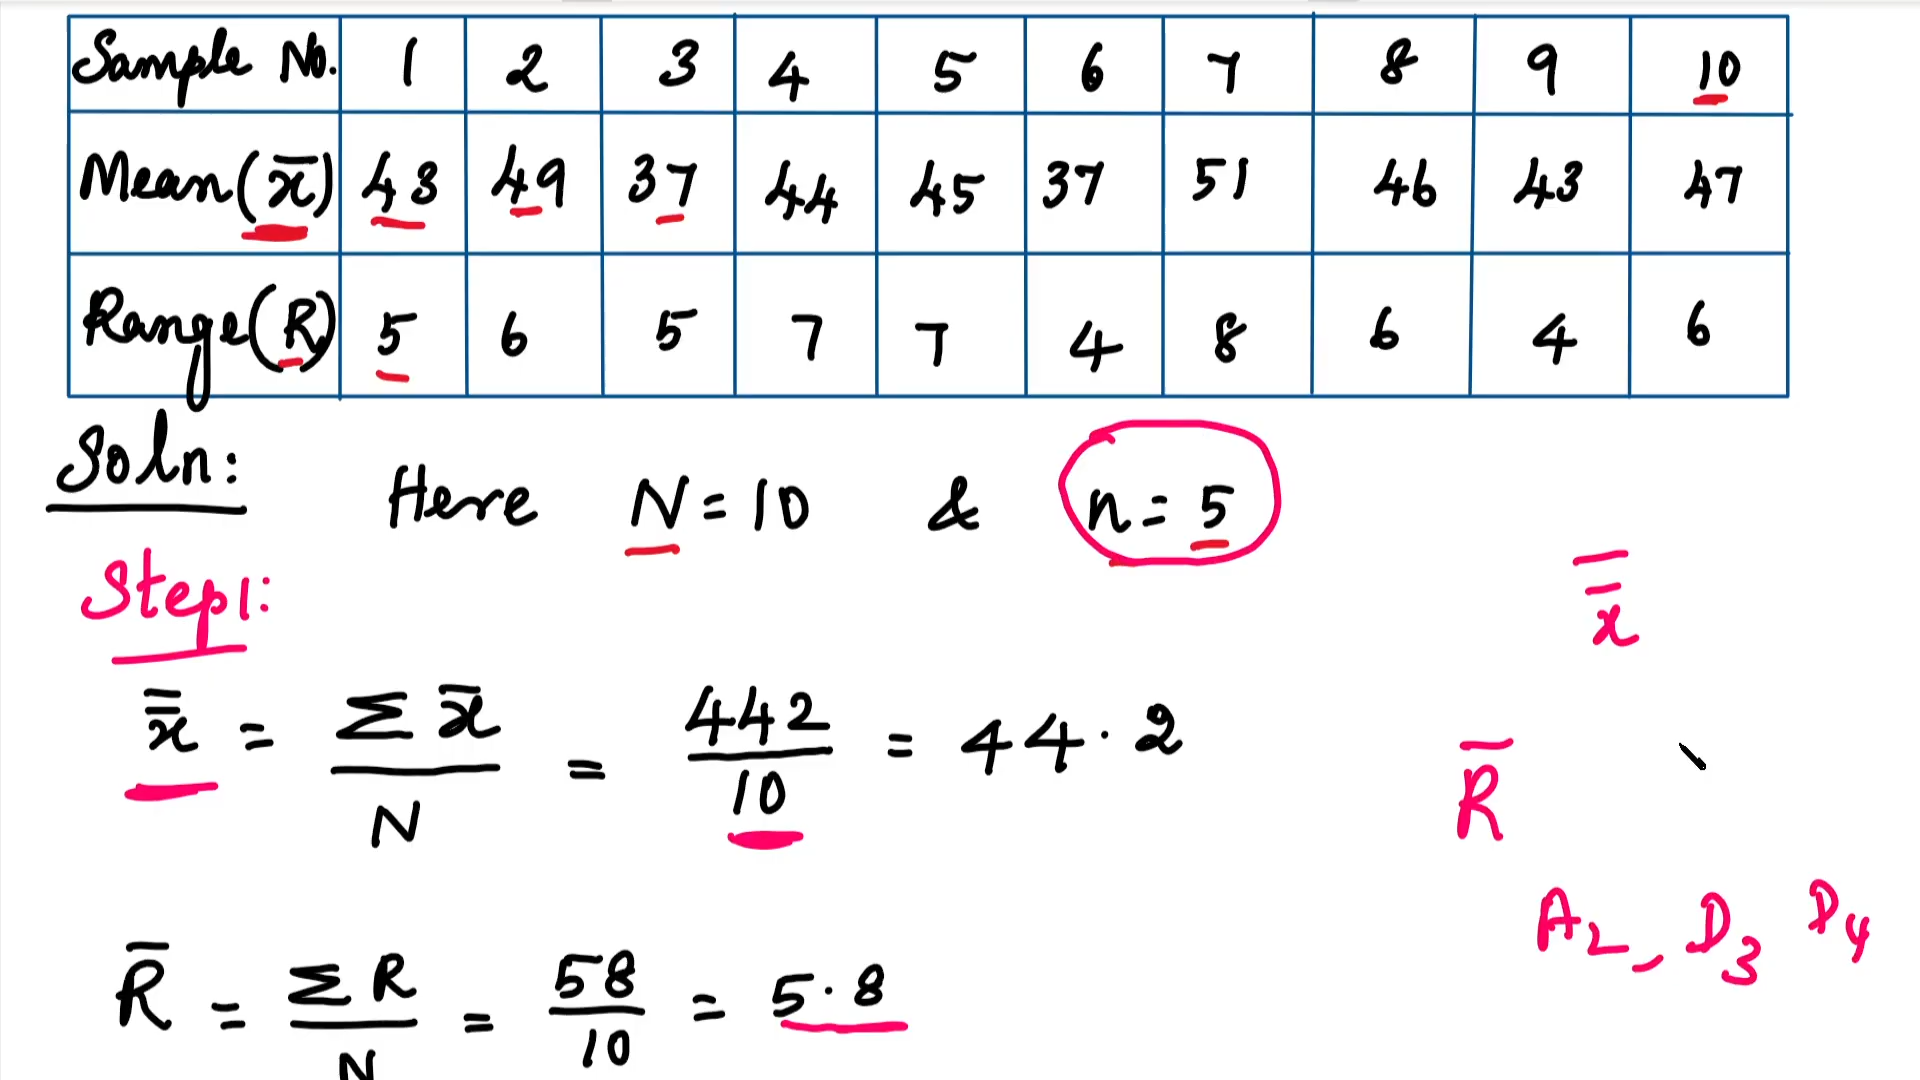 Sample No. 1 2 3 4 5 6 7 8 9 10
Mean(x̄) 43 49 37 44 45 37 51 46 43 47
Range(R) 5 6 5 7 7 4 8 6 4 6
Soln: Here N = 10 & n = 5
Step1:
x̿
x̿ = Σx̄ / N = 442 / 10 = 44.2
R̄
A2, D3 D4
R̄ = ΣR / N = 58 / 10 = 5.8